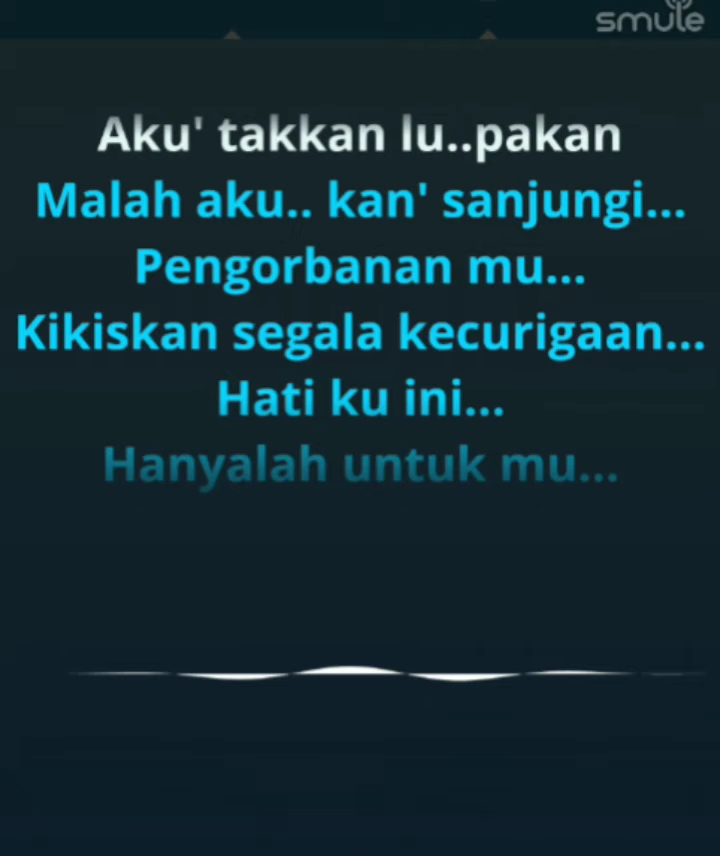 smule
Aku' takkan lu..pakan
Malah aku.. kan' sanjungi...
Pengorbanan mu...
Kikiskan segala kecurigaan...
Hati ku ini...
Hanyalah untuk mu...